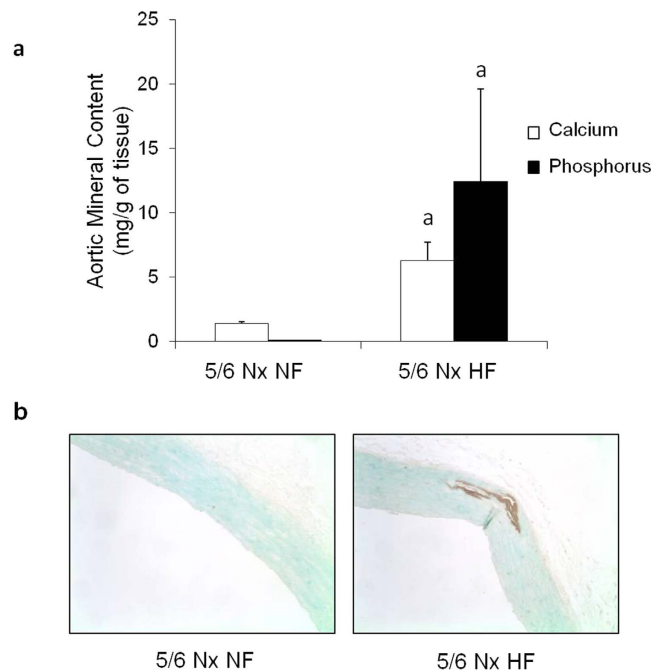 a
25
20
15
10
5
0
Aortic Mineral Content
(mg/g of tissue)
a
a
Calcium
Phosphorus
5/6 Nx NF
5/6 Nx HF
b
5/6 Nx NF
5/6 Nx HF